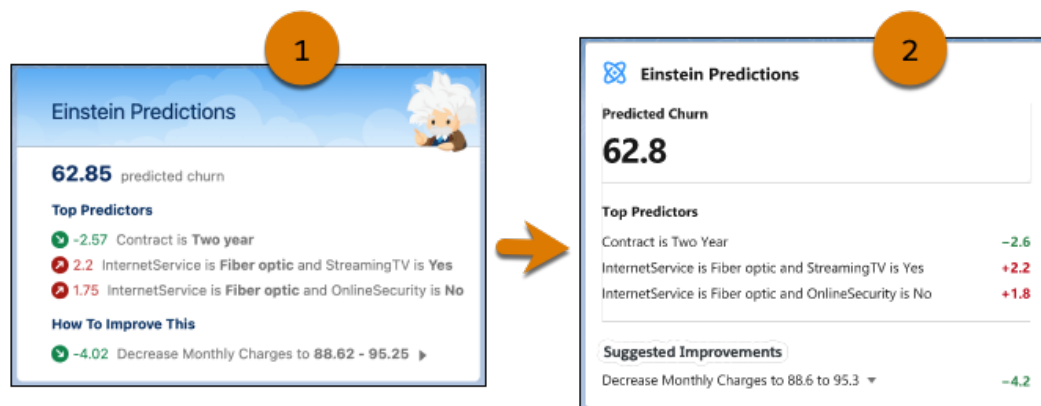 1
Einstein Predictions
62.85 predicted churn
Top Predictors
-2.57 Contract is Two year
2.2 InternetService is Fiber optic and StreamingTV is Yes
1.75 InternetService is Fiber optic and OnlineSecurity is No
How To Improve This
-4.02 Decrease Monthly Charges to 88.62 - 95.25
2
Einstein Predictions
Predicted Churn
62.8
Top Predictors
Contract is Two Year −2.6
InternetService is Fiber optic and StreamingTV is Yes +2.2
InternetService is Fiber optic and OnlineSecurity is No +1.8
Suggested Improvements
Decrease Monthly Charges to 88.6 to 95.3 −4.2